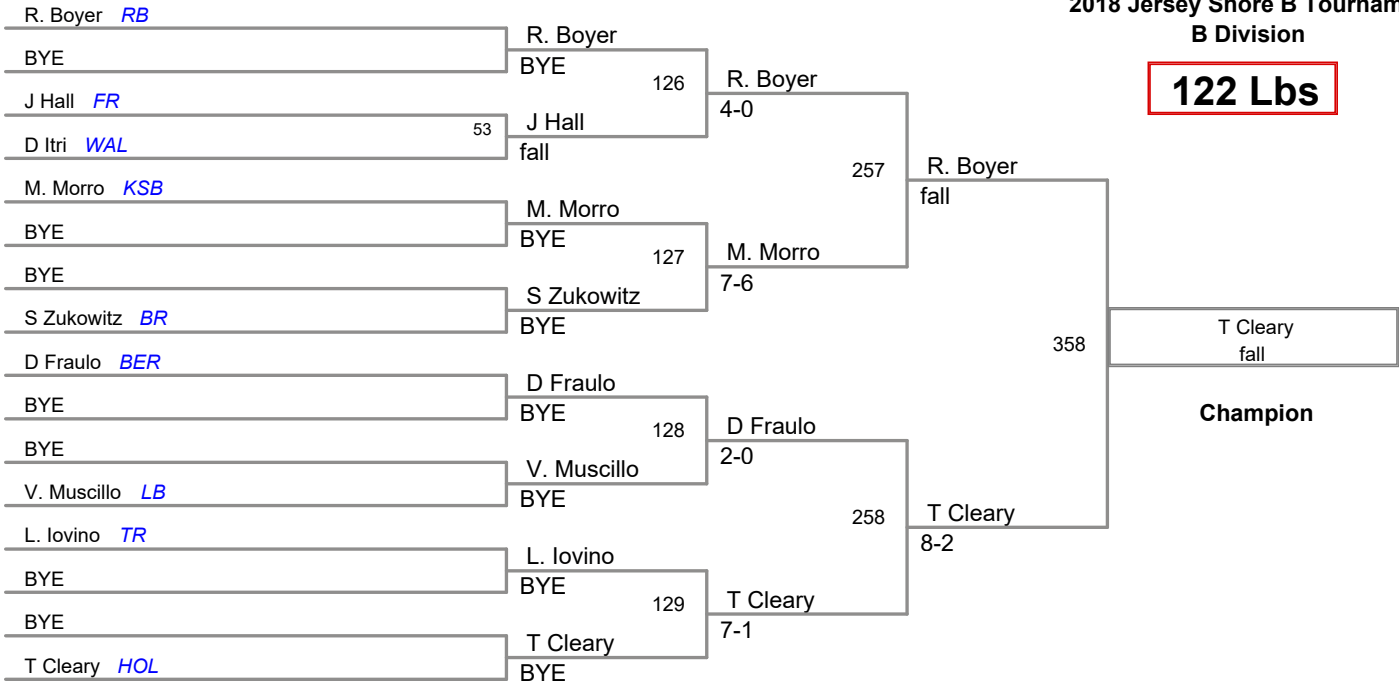 2018 Jersey Shore B Tournam
B Division
122 Lbs
R. Boyer RB
BYE
J Hall FR
D Itri WAL
M. Morro KSB
BYE
BYE
S Zukowitz BR
D Fraulo BER
BYE
BYE
V. Muscillo LB
L. Iovino TR
BYE
BYE
T Cleary HOL
53
R. Boyer
BYE
J Hall
fall
M. Morro
BYE
S Zukowitz
BYE
D Fraulo
BYE
V. Muscillo
BYE
L. Iovino
BYE
T Cleary
BYE
126
127
128
129
R. Boyer
4-0
M. Morro
7-6
D Fraulo
2-0
T Cleary
7-1
257
258
R. Boyer
fall
T Cleary
8-2
358
T Cleary
fall
Champion